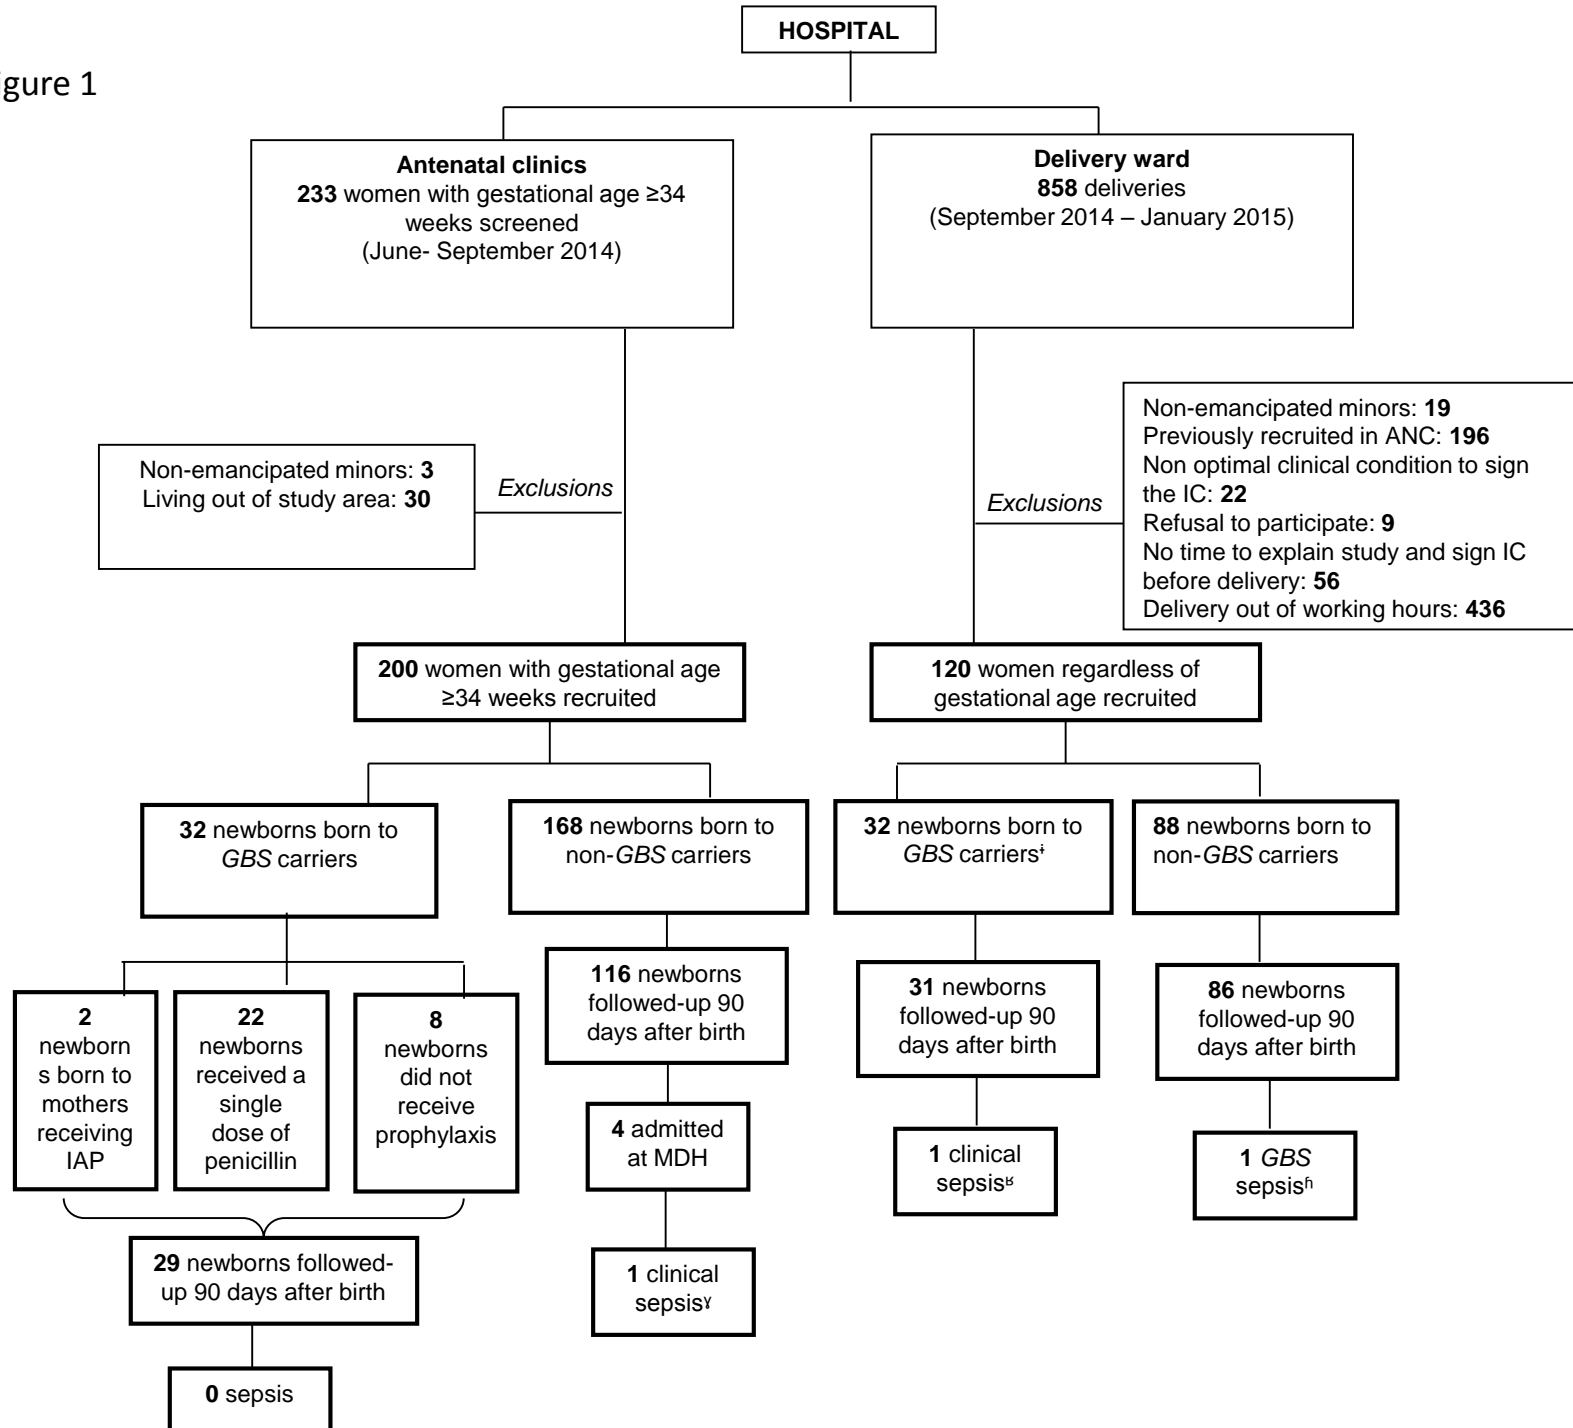 HOSPITAL
igure 1
Antenatal clinics
233 women with gestational age ≥34
weeks screened
(June- September 2014)
Delivery ward
858 deliveries
(September 2014 – January 2015)
Non-emancipated minors: 3
Living out of study area: 30
Exclusions
Exclusions
Non-emancipated minors: 19
Previously recruited in ANC: 196
Non optimal clinical condition to sign
the IC: 22
Refusal to participate: 9
No time to explain study and sign IC
before delivery: 56
Delivery out of working hours: 436
200 women with gestational age
≥34 weeks recruited
120 women regardless of
gestational age recruited
32 newborns born to
GBS carriers
168 newborns born to
non-GBS carriers
32 newborns born to
GBS carriersᵻ
88 newborns born to
non-GBS carriers
2
newborn
s born to
mothers
receiving
IAP
22
newborns
received a
single
dose of
penicillin
8
newborns
did not
receive
prophylaxis
116 newborns
followed-up 90
days after birth
31 newborns
followed-up 90
days after birth
86 newborns
followed-up 90
days after birth
4 admitted
at MDH
1 clinical
sepsisᴽ
1 GBS
sepsisɦ
29 newborns followed-
up 90 days after birth
1 clinical
sepsisɣ
0 sepsis